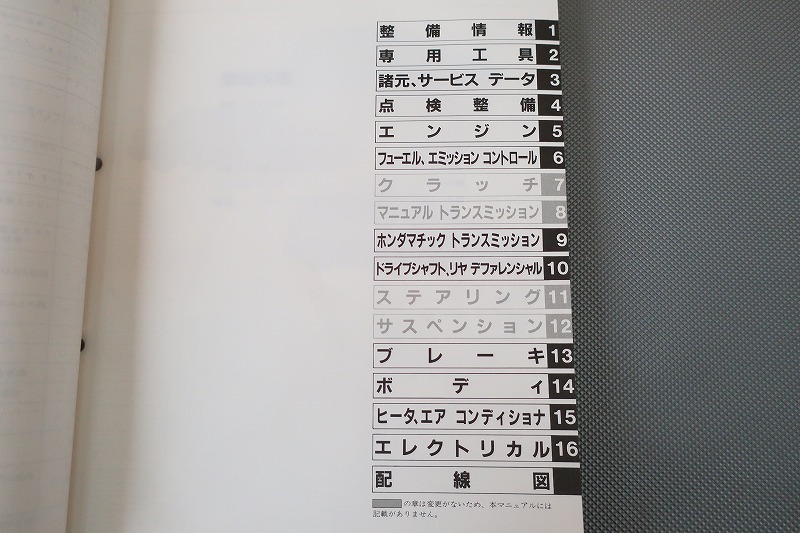 整備情報 1
専用工具 2
諸元、サービス データ 3
点検整備 4
エンジン 5
フューエル、エミッション コントロール 6
クラッチ 7
マニュアル トランスミッション 8
ホンダマチック トランスミッション 9
ドライブシャフト、リヤ デファレンシャル 10
ステアリング 11
サスペンション 12
ブレーキ 13
ボディ 14
ヒータ、エア コンディショナ 15
エレクトリカル 16
配線図
の章は変更がないため、本マニュアルには
記載がありません。